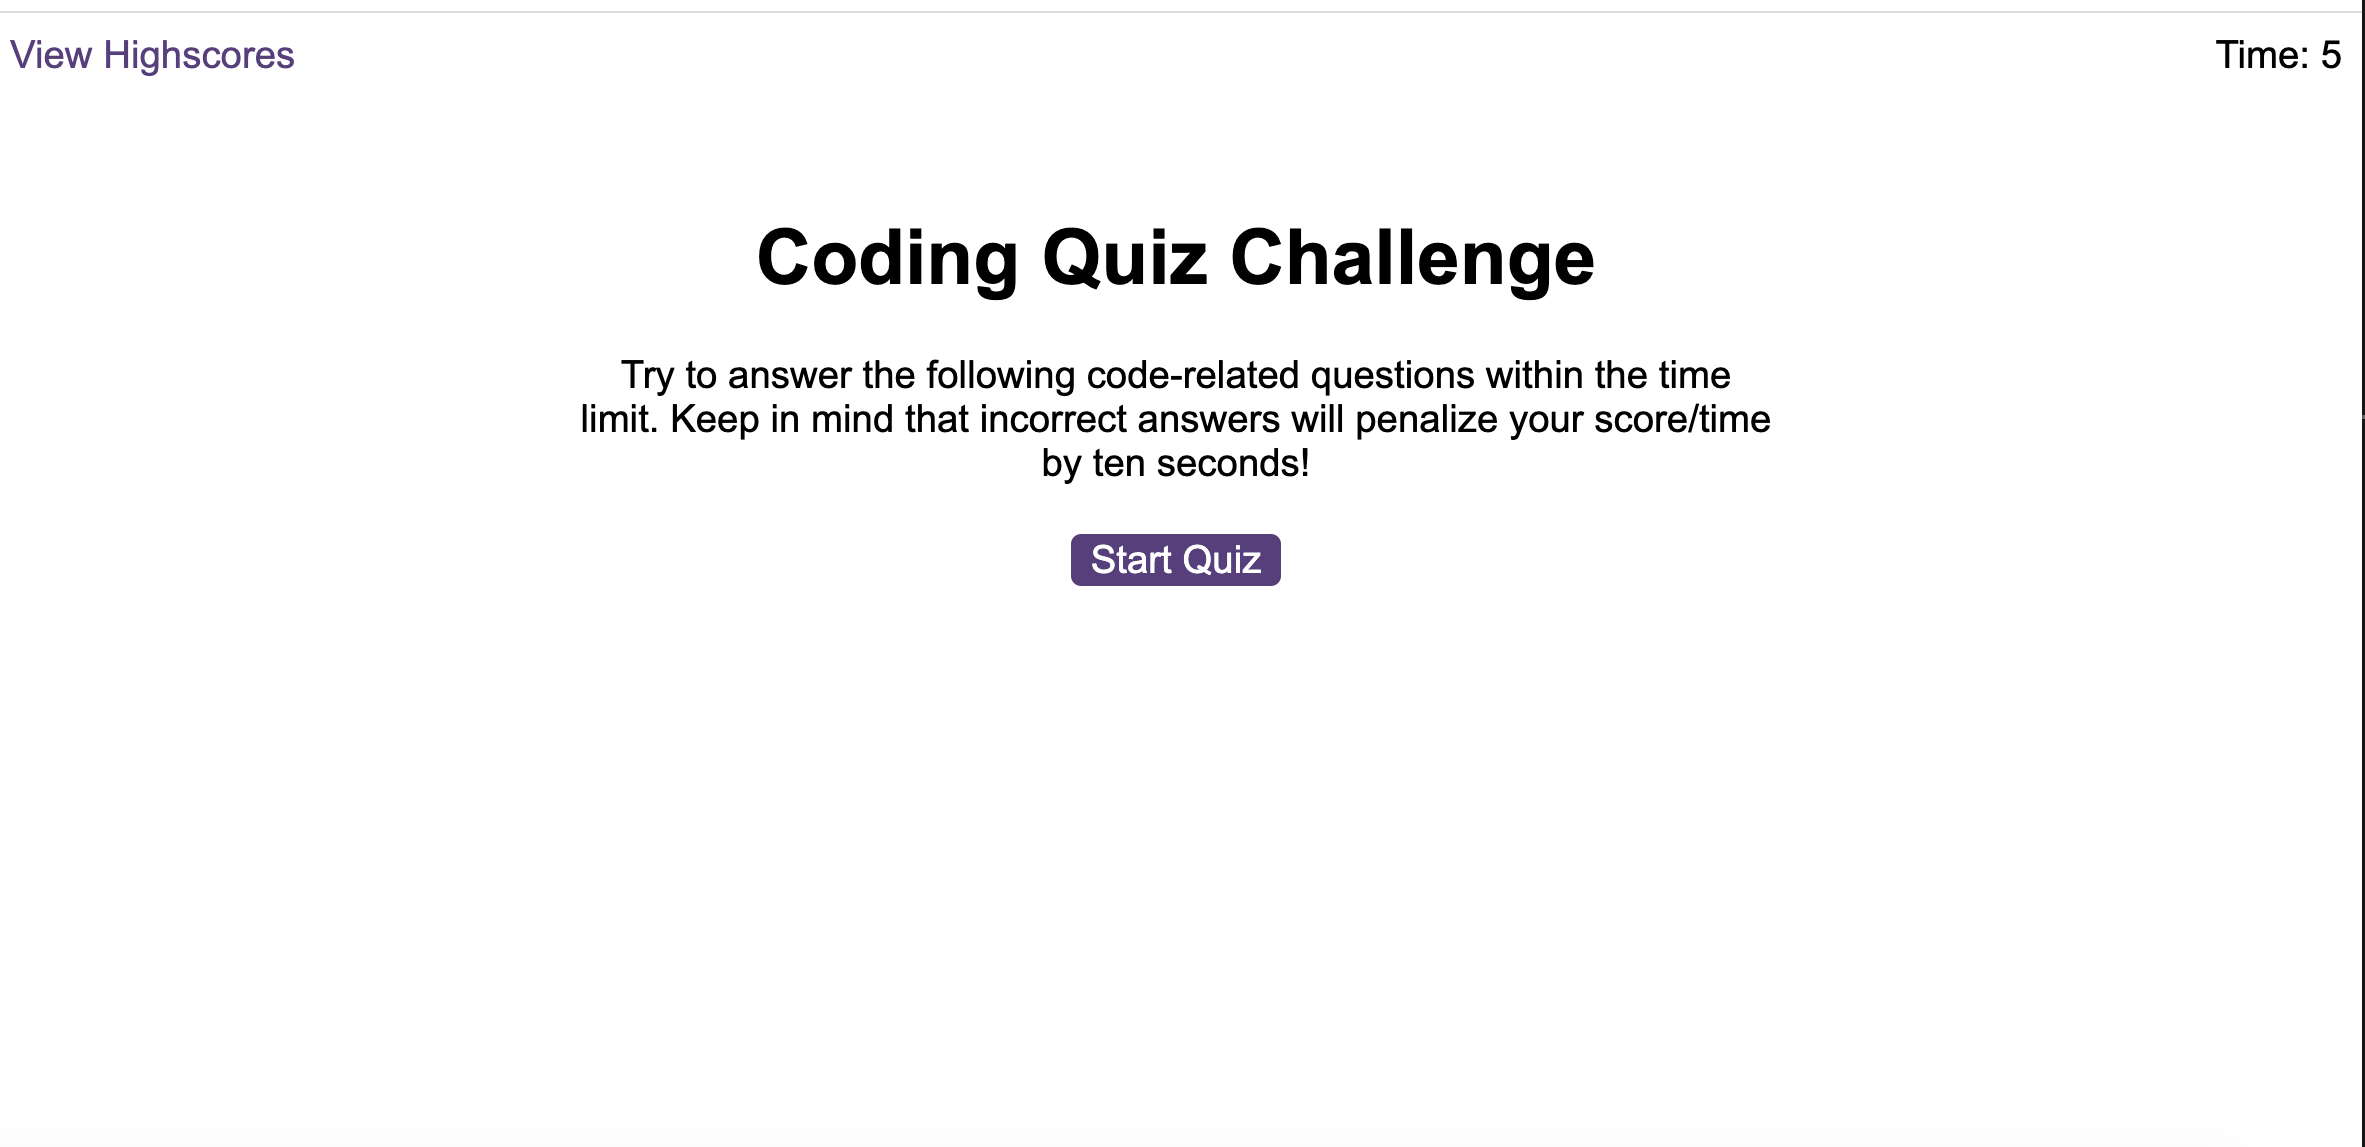 View Highscores
Time: 5
Coding Quiz Challenge
Try to answer the following code-related questions within the time
limit. Keep in mind that incorrect answers will penalize your score/time
by ten seconds!
Start Quiz